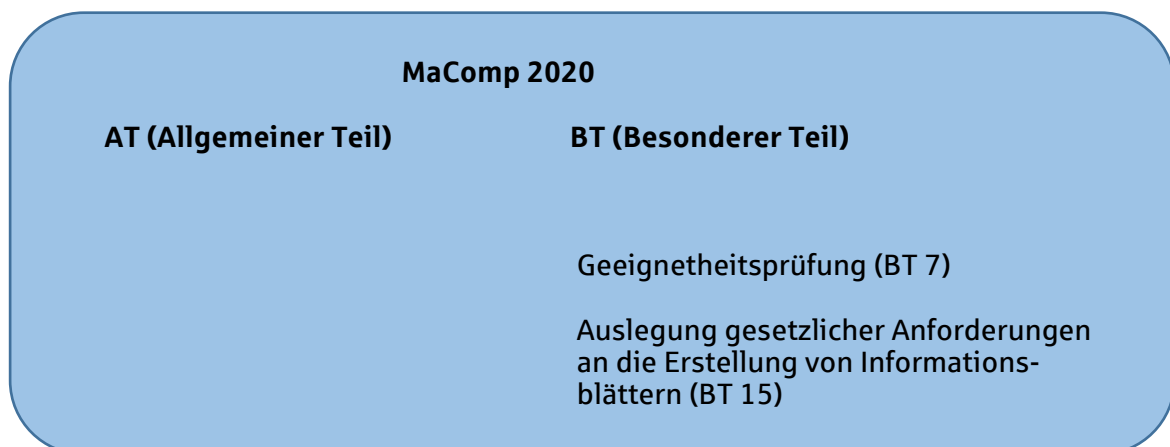 MaComp 2020
AT (Allgemeiner Teil)
BT (Besonderer Teil)
Geeignetheitsprüfung (BT 7)
Auslegung gesetzlicher Anforderungen
an die Erstellung von Informations-
blättern (BT 15)